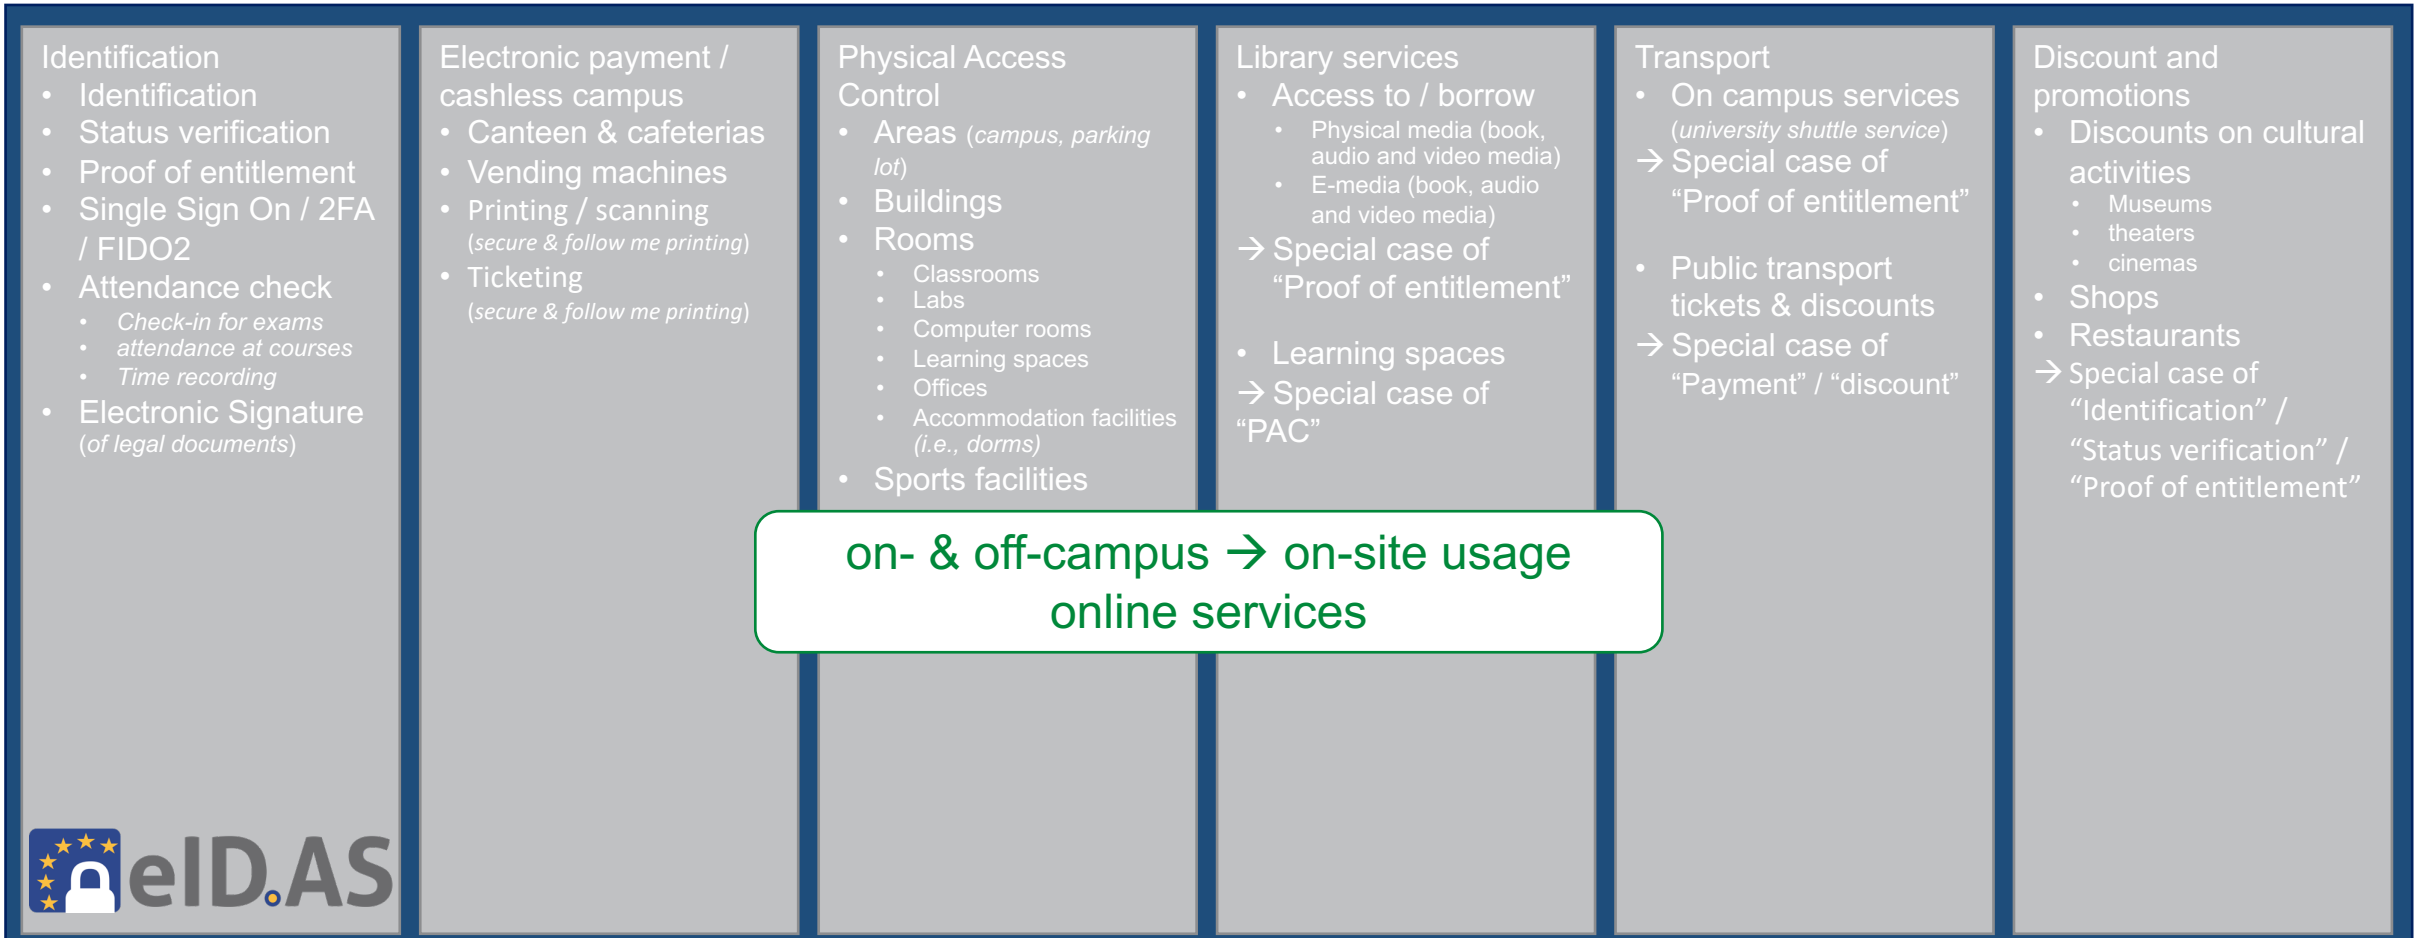 Identification
• Identification
• Status verification
• Proof of entitlement
• Single Sign On / 2FA
/ FIDO2
• Attendance check
• Check-in for exams
• attendance at courses
• Time recording
• Electronic Signature
(of legal documents)
Electronic payment /
cashless campus
• Canteen & cafeterias
• Vending machines
• Printing / scanning
(secure & follow me printing)
• Ticketing
(secure & follow me printing)
Physical Access
Control
• Areas (campus, parking
lot)
• Buildings
• Rooms
• Classrooms
• Labs
• Computer rooms
• Learning spaces
• Offices
• Accommodation facilities
(i.e., dorms)
• Sports facilities
Library services
• Access to / borrow
• Physical media (book,
audio and video media)
• E-media (book, audio
and video media)
→ Special case of
“Proof of entitlement”
• Learning spaces
→ Special case of
“PAC”
Transport
• On campus services
(university shuttle service)
→ Special case of
“Proof of entitlement”
• Public transport
tickets & discounts
→ Special case of
“Payment” / “discount”
Discount and
promotions
• Discounts on cultural
activities
• Museums
• theaters
• cinemas
• Shops
• Restaurants
→ Special case of
“Identification” /
“Status verification” /
“Proof of entitlement”
on- & off-campus → on-site usage
online services
eID.AS